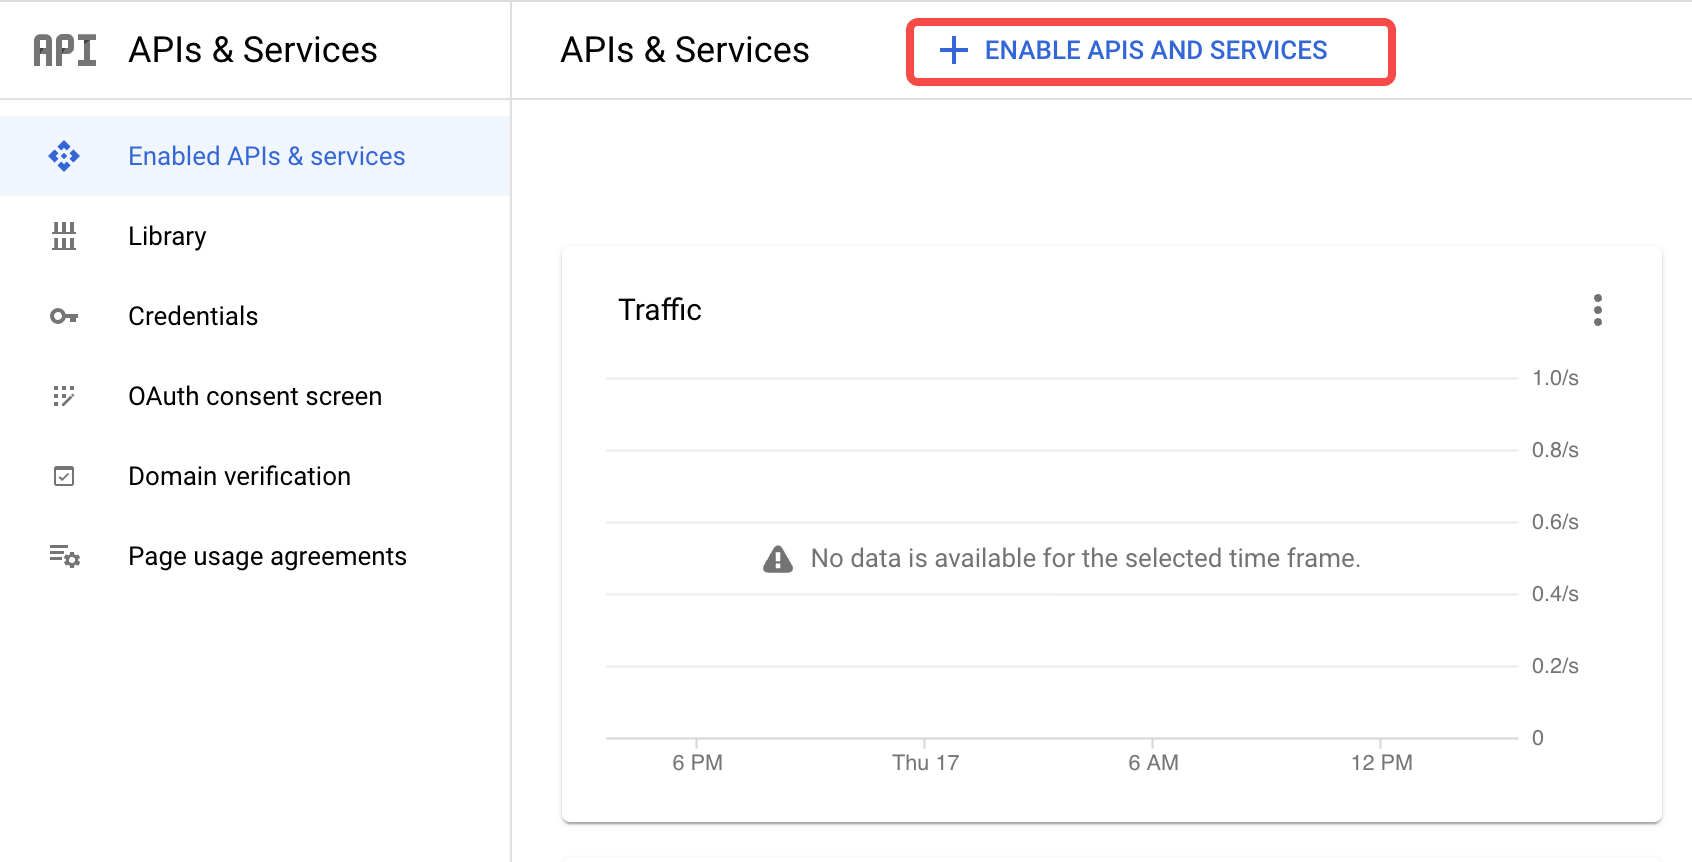 API APIs & Services
Enabled APIs & services
Library
Credentials
OAuth consent screen
Domain verification
Page usage agreements
APIs & Services
ENABLE APIS AND SERVICES
Traffic
1.0/s
0.8/s
0.6/s
No data is available for the selected time frame.
0.4/s
0.2/s
0
6 PM Thu 17 6 AM 12 PM